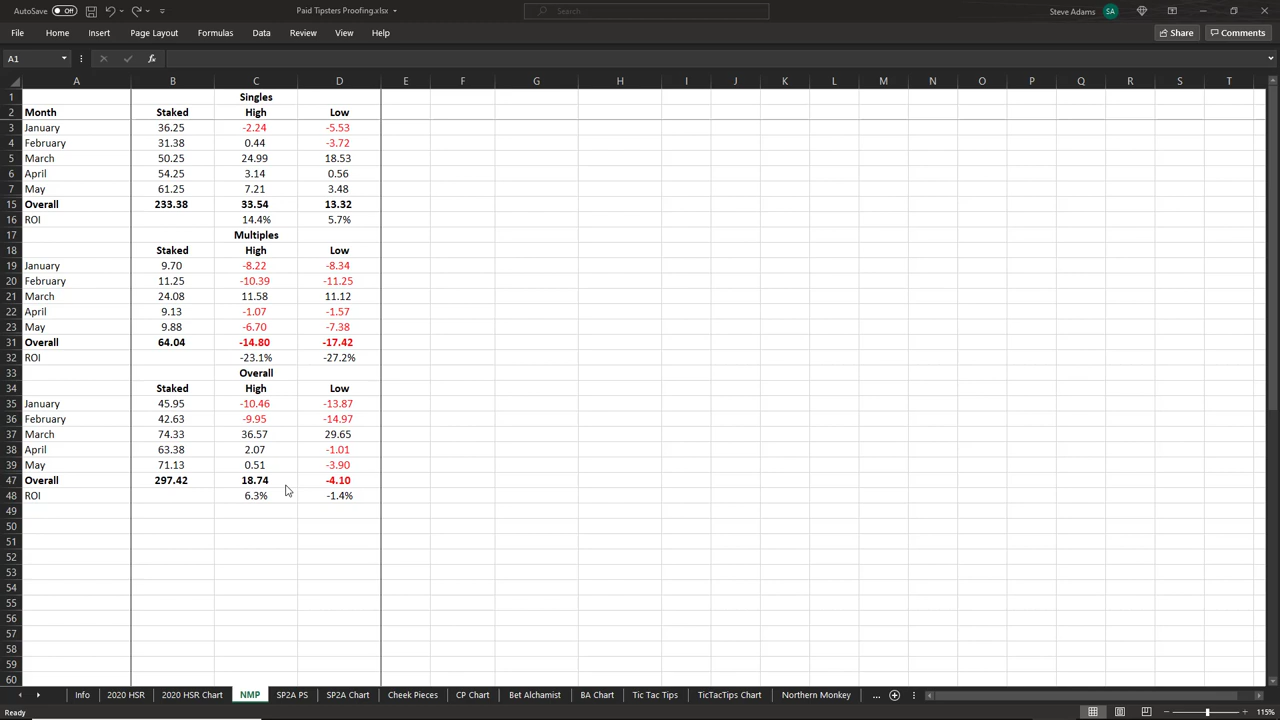 AutoSave Off Paid Tipsters Proofing.xlsx Search Steve Adams SA
File Home Insert Page Layout Formulas Data Review View Help Share Comments
A1 fx
A B C D E F G H I J K L M N O P Q R S T
1 Singles
2 Month Staked High Low
3 January 36.25 -2.24 -5.53
4 February 31.38 0.44 -3.72
5 March 50.25 24.99 18.53
6 April 54.25 3.14 0.56
7 May 61.25 7.21 3.48
15 Overall 233.38 33.54 13.32
16 ROI 14.4% 5.7%
17 Multiples
18 Staked High Low
19 January 9.70 -8.22 -8.34
20 February 11.25 -10.39 -11.25
21 March 24.08 11.58 11.12
22 April 9.13 -1.07 -1.57
23 May 9.88 -6.70 -7.38
31 Overall 64.04 -14.80 -17.42
32 ROI -23.1% -27.2%
33 Overall
34 Staked High Low
35 January 45.95 -10.46 -13.87
36 February 42.63 -9.95 -14.97
37 March 74.33 36.57 29.65
38 April 63.38 2.07 -1.01
39 May 71.13 0.51 -3.90
47 Overall 297.42 18.74 -4.10
48 ROI 6.3% -1.4%
49
50
51
52
53
54
55
56
57
58
59
60
Info 2020 HSR 2020 HSR Chart NMP SP2A PS SP2A Chart Cheek Pieces CP Chart Bet Alchamist BA Chart Tic Tac Tips TicTacTips Chart Northern Monkey ...
Ready 115%